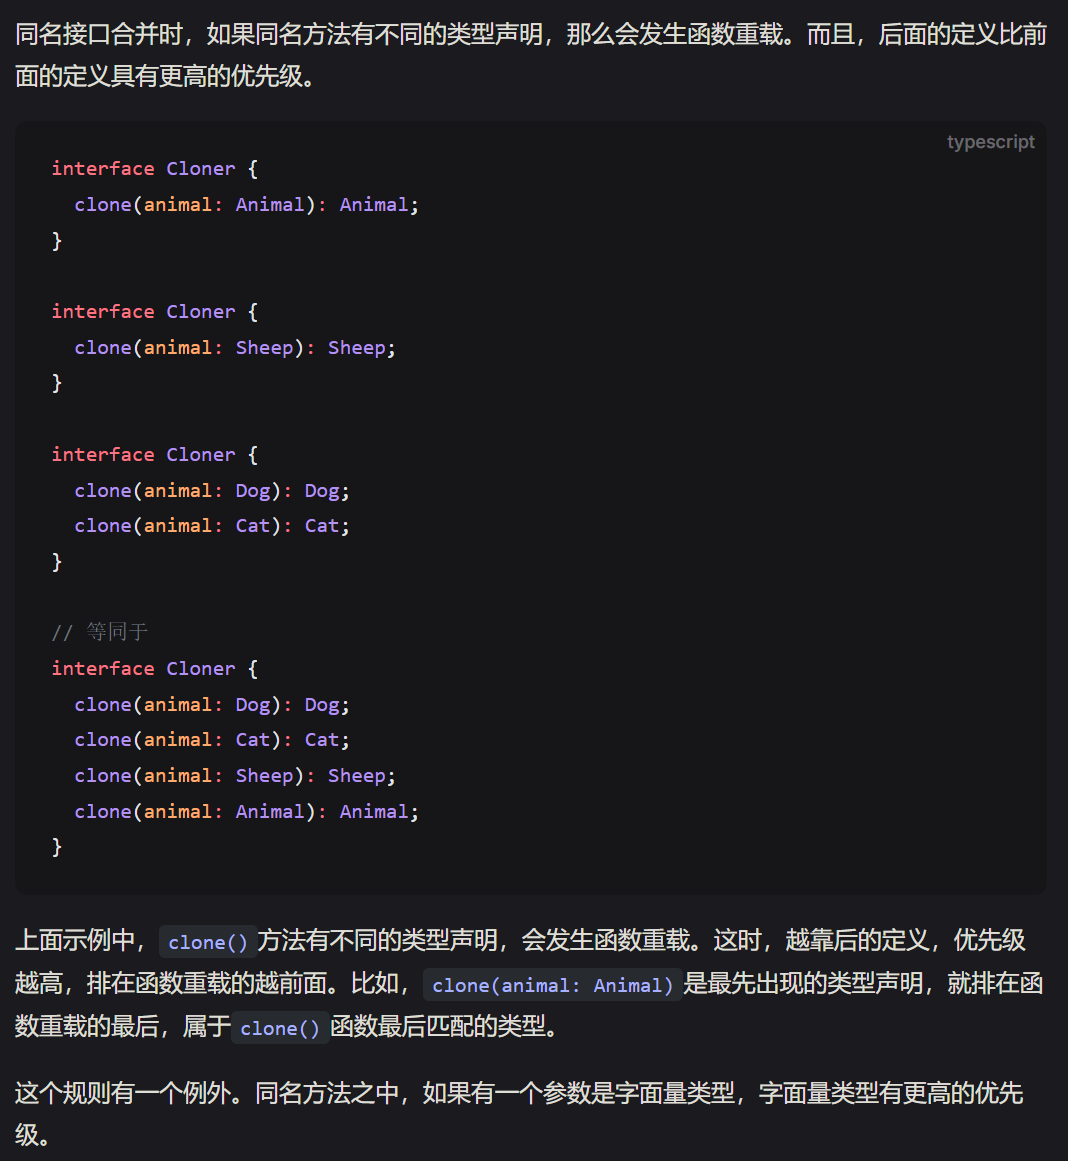 同名接口合并时，如果同名方法有不同的类型声明，那么会发生函数重载。而且，后面的定义比前
面的定义具有更高的优先级。
typescript
interface Cloner {
  clone(animal: Animal): Animal;
}
interface Cloner {
  clone(animal: Sheep): Sheep;
}
interface Cloner {
  clone(animal: Dog): Dog;
  clone(animal: Cat): Cat;
}
// 等同于
interface Cloner {
  clone(animal: Dog): Dog;
  clone(animal: Cat): Cat;
  clone(animal: Sheep): Sheep;
  clone(animal: Animal): Animal;
}
上面示例中，clone()方法有不同的类型声明，会发生函数重载。这时，越靠后的定义，优先级
越高，排在函数重载的越前面。比如，clone(animal: Animal)是最先出现的类型声明，就排在函
数重载的最后，属于clone()函数最后匹配的类型。
这个规则有一个例外。同名方法之中，如果有一个参数是字面量类型，字面量类型有更高的优先
级。